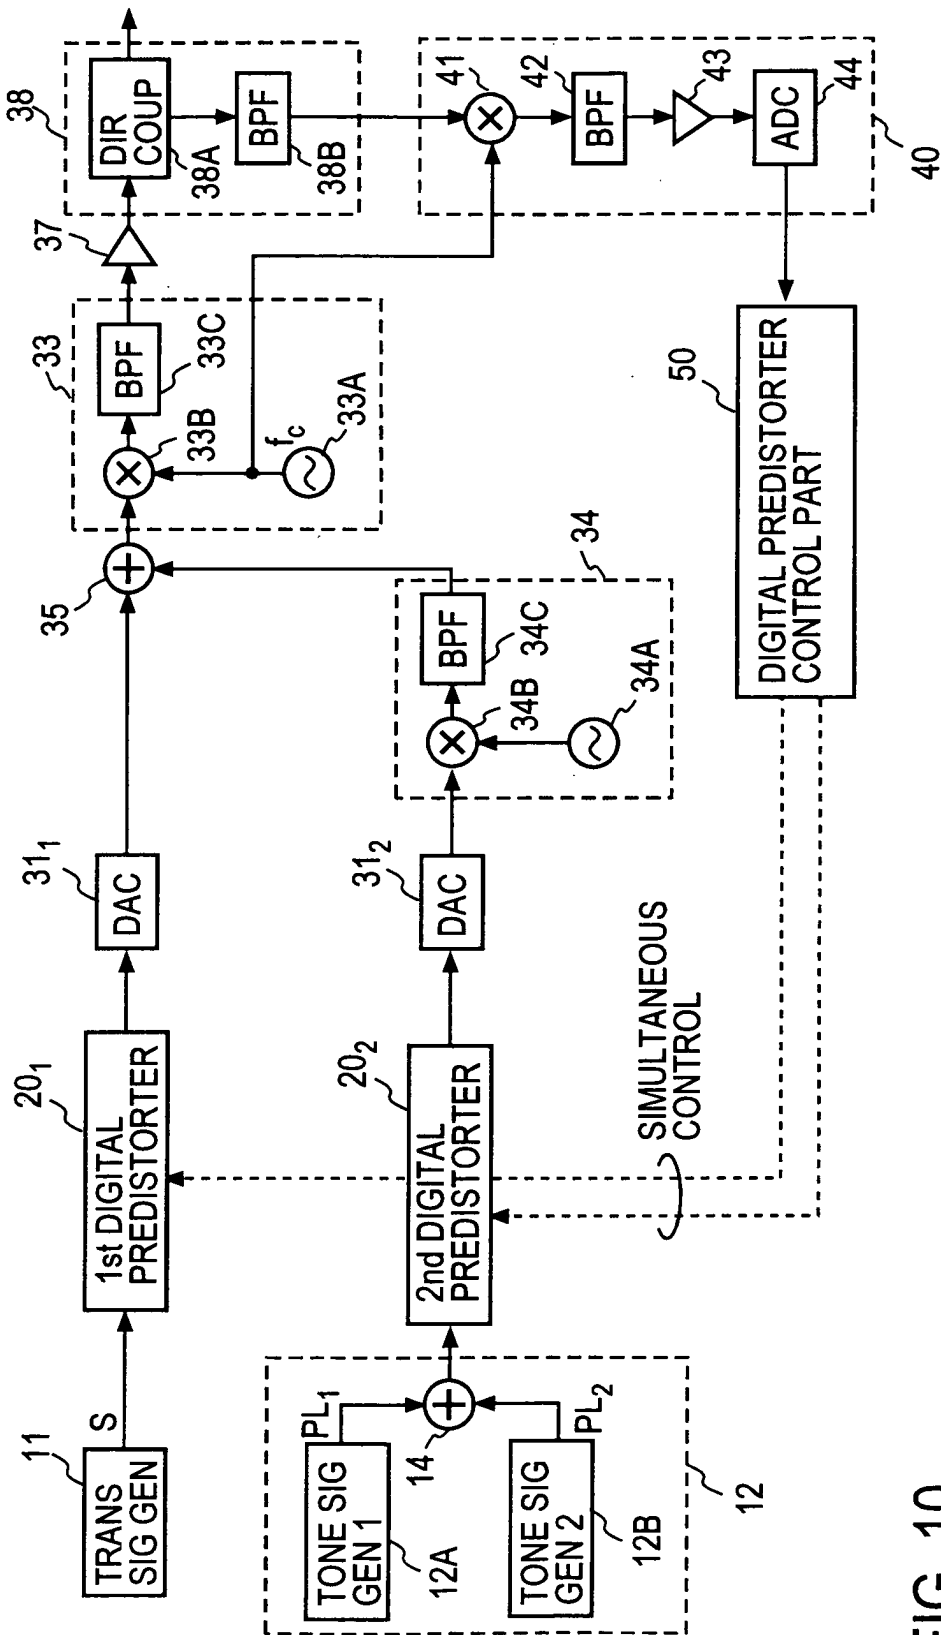 11
TRANS
SIG GEN
S
20₁
1st DIGITAL
PREDISTORTER
31₁
DAC
35
33
33B
BPF
33C
f_c
33A
37
38
DIR
COUP
38A
BPF
38B
12
TONE SIG
GEN 1
12A
PL₁
14
TONE SIG
GEN 2
12B
PL₂
20₂
2nd DIGITAL
PREDISTORTER
31₂
DAC
34
34B
BPF
34C
34A
41
42
BPF
43
ADC
44
40
SIMULTANEOUS
CONTROL
50
DIGITAL PREDISTORTER
CONTROL PART
FIG. 10